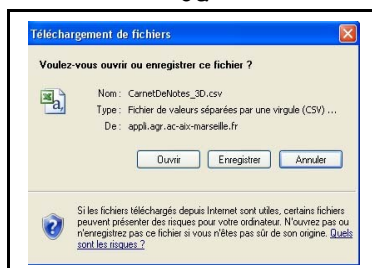 Téléchargement de fichiers
Voulez-vous ouvrir ou enregistrer ce fichier ?
Nom : CarnetDeNotes_3D.csv
Type : Fichier de valeurs séparées par une virgule (CSV) ...
De : appli.agr.ac-aix-marseille.fr
Ouvrir Enregistrer Annuler
Si les fichiers téléchargés depuis Internet sont utiles, certains fichiers
peuvent présenter des risques pour votre ordinateur. N'ouvrez pas ou
n'enregistrez pas ce fichier si vous n'êtes pas sûr de son origine. Quels
sont les risques ?